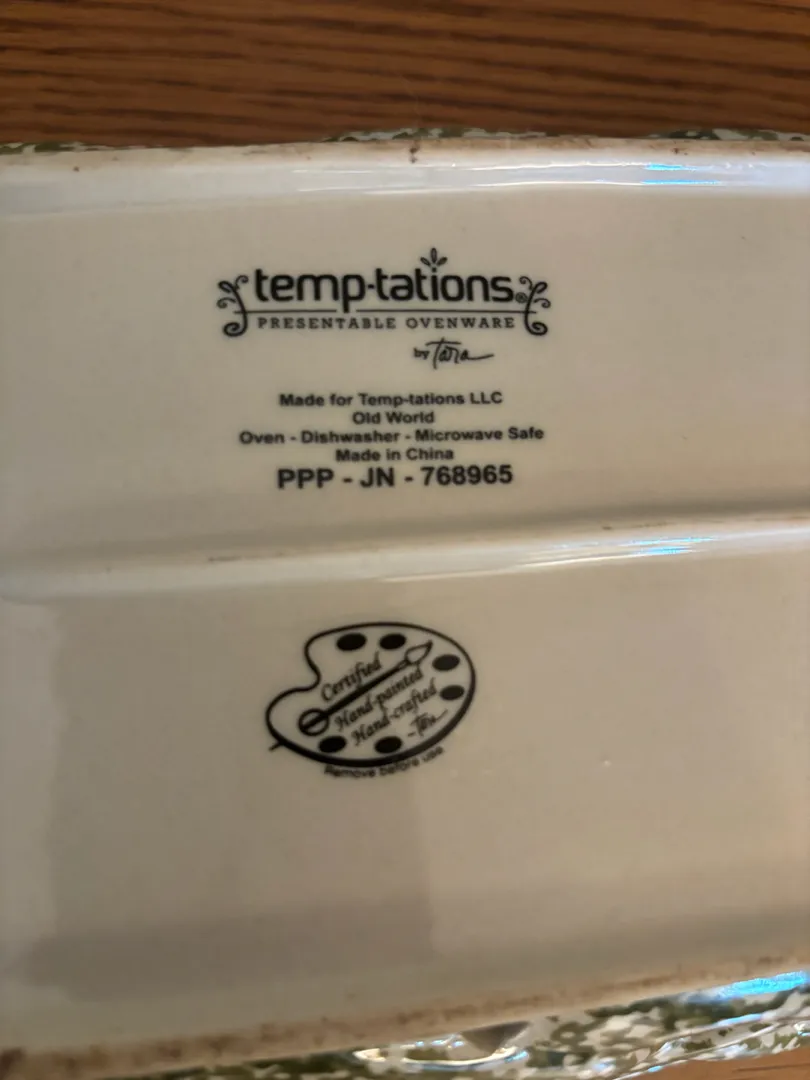 temp-tations®
PRESENTABLE OVENWARE
by Tara
Made for Temp-tations LLC
Old World
Oven - Dishwasher - Microwave Safe
Made in China
PPP - JN - 768965
Certified
Hand-painted
Hand-crafted
-Tara
Remove before use